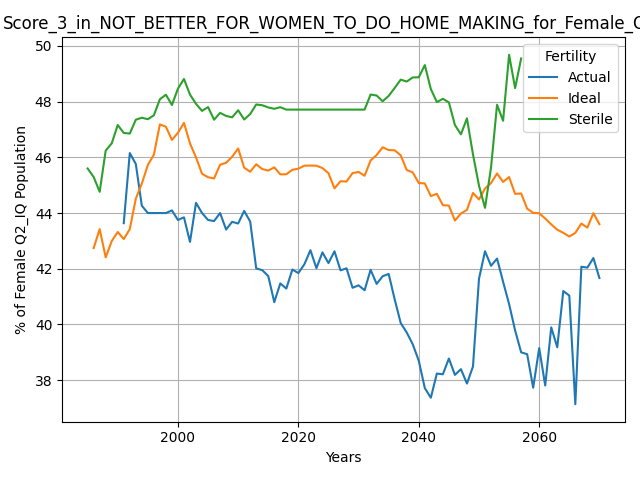 Score_3_in_NOT_BETTER_FOR_WOMEN_TO_DO_HOME_MAKING_for_Female_
50
48
46
44
42
40
38
% of Female Q2_IQ Population
Fertility
Actual
Ideal
Sterile
2000
2020
2040
2060
Years